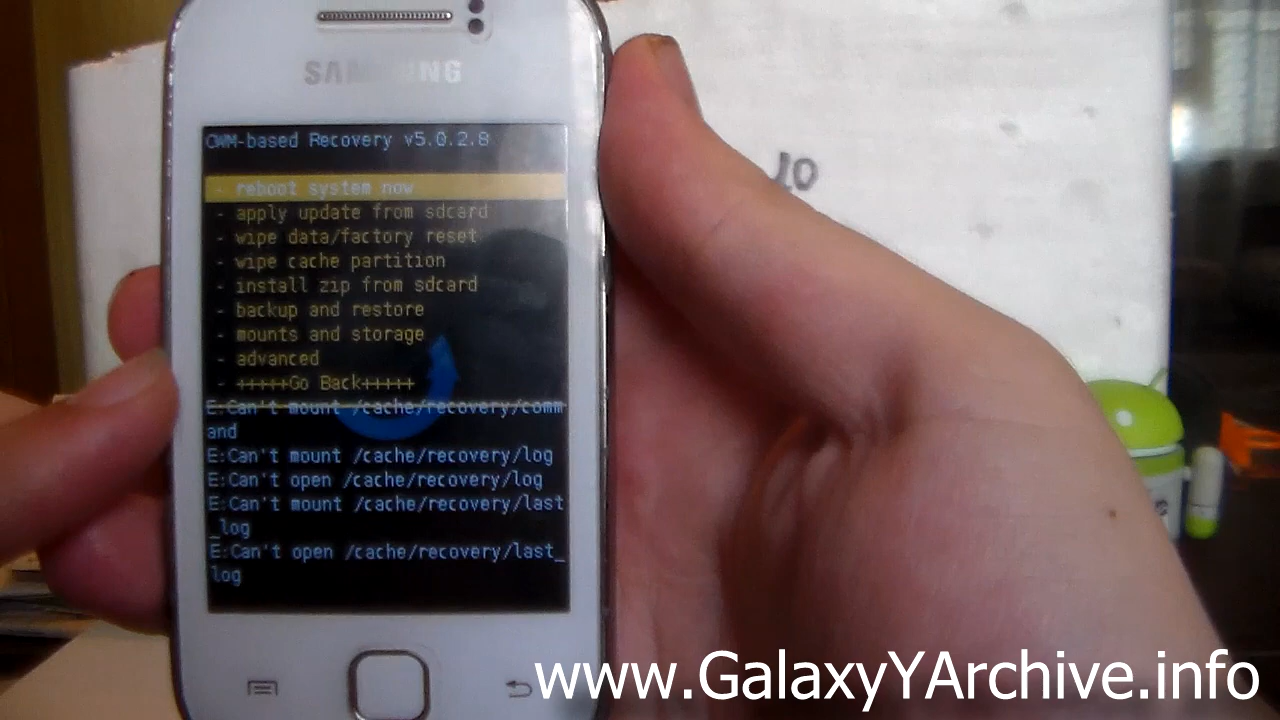 SAMSUNG
CWM-based Recovery v5.0.2.8
- reboot system now
- apply update from sdcard
- wipe data/factory reset
- wipe cache partition
- install zip from sdcard
- backup and restore
- mounts and storage
- advanced
- +++++Go Back+++++
E:Can't mount /cache/recovery/comm
and
E:Can't mount /cache/recovery/log
E:Can't open /cache/recovery/log
E:Can't mount /cache/recovery/last
_log
E:Can't open /cache/recovery/last_
log
www.GalaxyYArchive.info